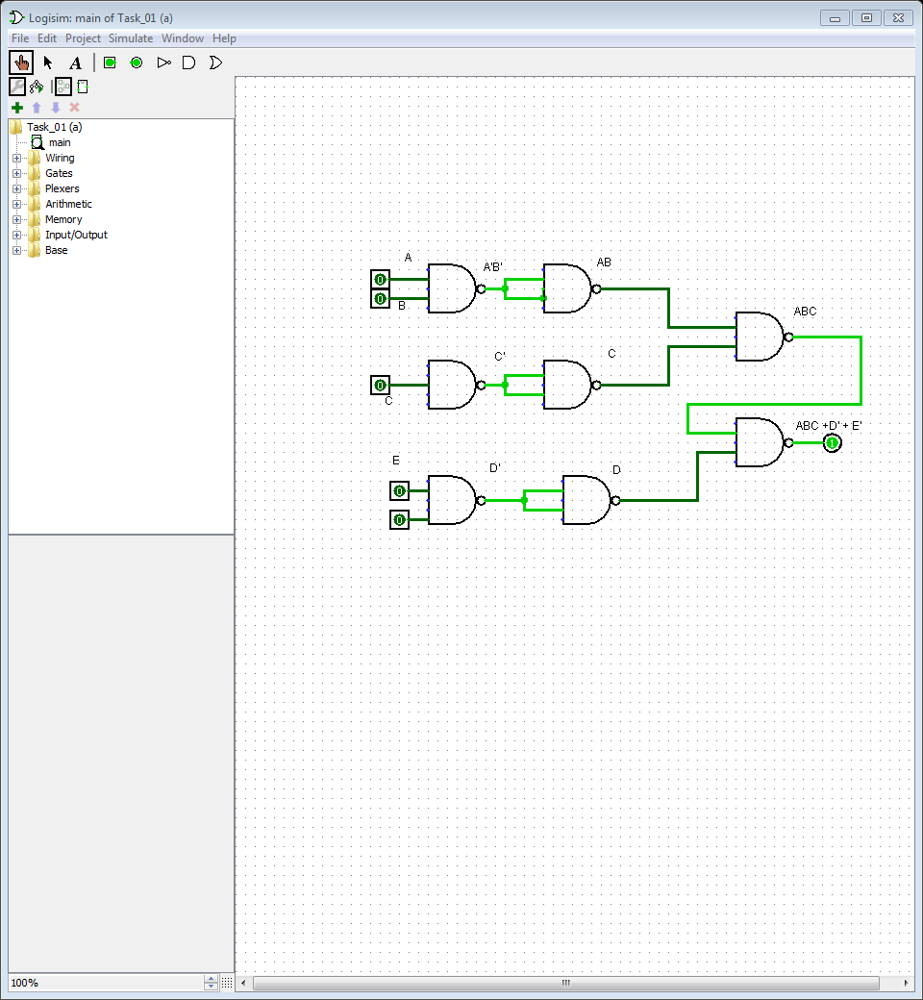 Logisim: main of Task_01 (a)
File Edit Project Simulate Window Help
A
Task_01 (a)
main
Wiring
Gates
Plexers
Arithmetic
Memory
Input/Output
Base
A
A'B'
AB
0
0
B
ABC
C'
C
0
C
ABC +D' + E'
1
E
D'
D
0
0
100%